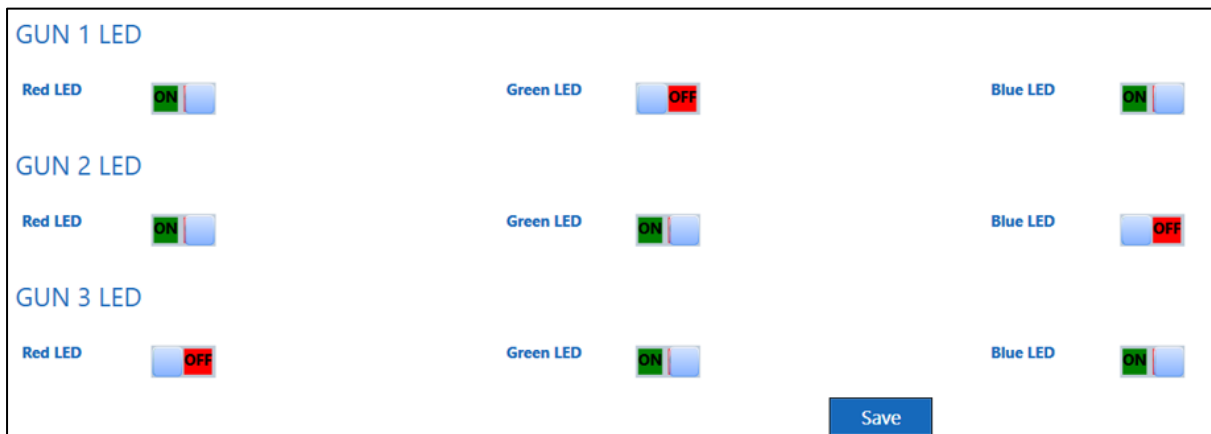 GUN 1 LED
Red LED ON Green LED OFF Blue LED ON
GUN 2 LED
Red LED ON Green LED ON Blue LED OFF
GUN 3 LED
Red LED OFF Green LED ON Blue LED ON
Save